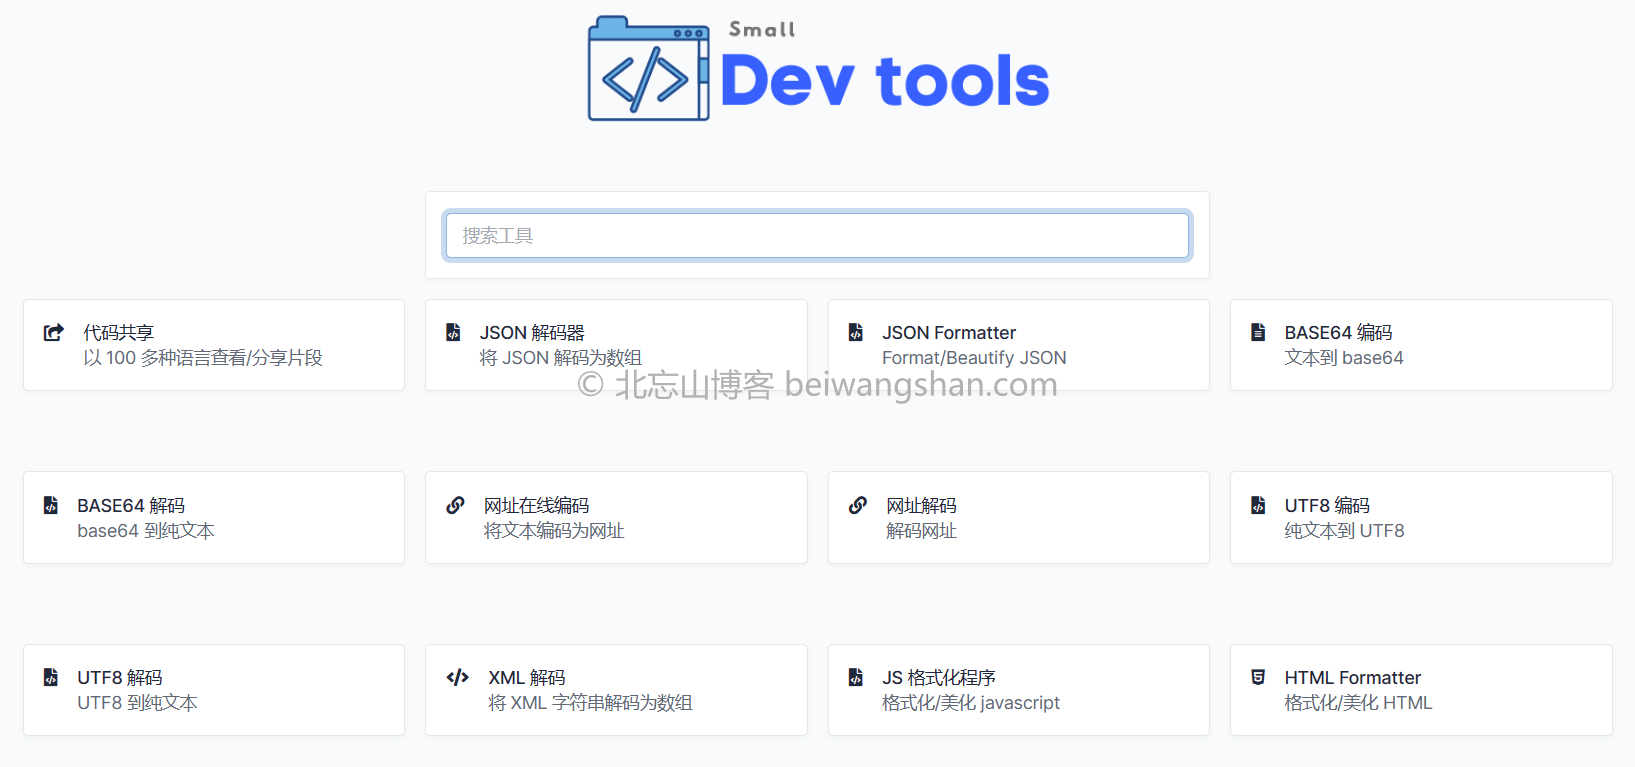 Small
Dev tools
搜索工具
代码共享
以 100 多种语言查看/分享片段
JSON 解码器
将 JSON 解码为数组
JSON Formatter
Format/Beautify JSON
BASE64 编码
文本到 base64
© 北忘山博客 beiwangshan.com
BASE64 解码
base64 到纯文本
网址在线编码
将文本编码为网址
网址解码
解码网址
UTF8 编码
纯文本到 UTF8
UTF8 解码
UTF8 到纯文本
XML 解码
将 XML 字符串解码为数组
JS 格式化程序
格式化/美化 javascript
HTML Formatter
格式化/美化 HTML